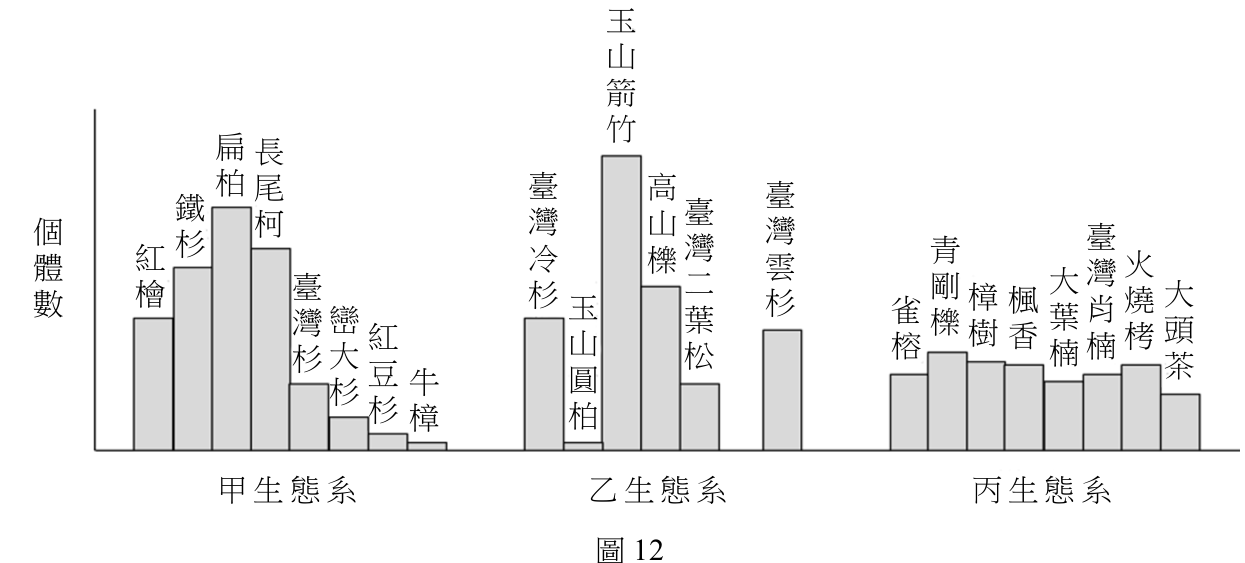 個體數
紅檜
鐵杉
扁柏
長尾柯
臺灣杉
巒大杉
紅豆杉
牛樟
臺灣冷杉
玉山圓柏
玉山箭竹
高山櫟
臺灣二葉松
臺灣雲杉
雀榕
青剛櫟
樟樹
楓香
大葉楠
臺灣肖楠
火燒栲
大頭茶
甲生態系
乙生態系
丙生態系
圖 12